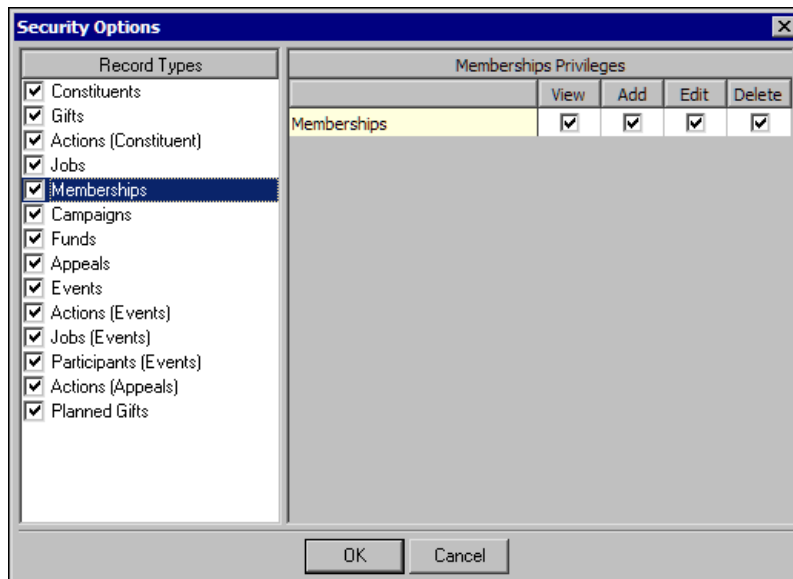 Security Options
Record Types
Constituents
Gifts
Actions (Constituent)
Jobs
Memberships
Campaigns
Funds
Appeals
Events
Actions (Events)
Jobs (Events)
Participants (Events)
Actions (Appeals)
Planned Gifts
Memberships Privileges
View Add Edit Delete
Memberships
OK Cancel